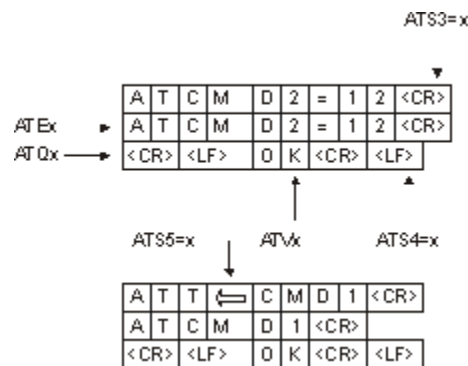 ATS3=x
A T C M D 2 = 1 2 <CR>
ATEx A T C M D 2 = 1 2 <CR>
ATQx <CR> <LF> O K <CR> <LF>
ATS5=x ATVx ATS4=x
A T T C M D 1 <CR>
A T C M D 1 <CR>
<CR> <LF> O K <CR> <LF>